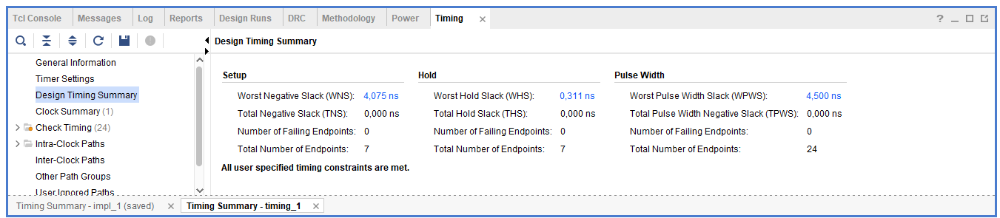 Tcl Console Messages Log Reports Design Runs DRC Methodology Power Timing
Design Timing Summary
General Information
Timer Settings
Design Timing Summary
Clock Summary (1)
Check Timing (24)
Intra-Clock Paths
Inter-Clock Paths
Other Path Groups
User Ignored Paths
Setup
Worst Negative Slack (WNS): 4,075 ns
Total Negative Slack (TNS): 0,000 ns
Number of Failing Endpoints: 0
Total Number of Endpoints: 7
Hold
Worst Hold Slack (WHS): 0,311 ns
Total Hold Slack (THS): 0,000 ns
Number of Failing Endpoints: 0
Total Number of Endpoints: 7
Pulse Width
Worst Pulse Width Slack (WPWS): 4,500 ns
Total Pulse Width Negative Slack (TPWS): 0,000 ns
Number of Failing Endpoints: 0
Total Number of Endpoints: 24
All user specified timing constraints are met.
Timing Summary - impl_1 (saved) Timing Summary - timing_1